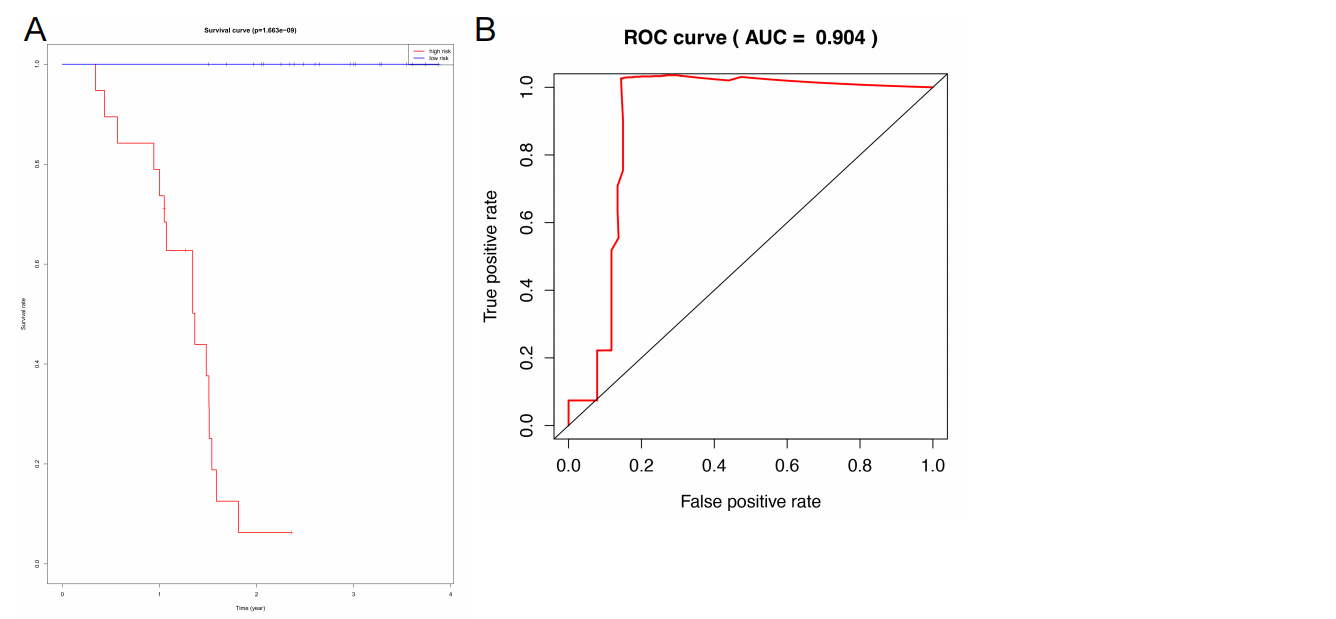 A
Survival curve (p=1.663e−09)
high risk
low risk
1.0
0.8
0.6
0.4
0.2
0.0
Survival rate
0
1
2
3
4
Time (year)
B
ROC curve ( AUC = 0.904 )
1.0
0.8
0.6
0.4
0.2
0.0
True positive rate
0.0
0.2
0.4
0.6
0.8
1.0
False positive rate